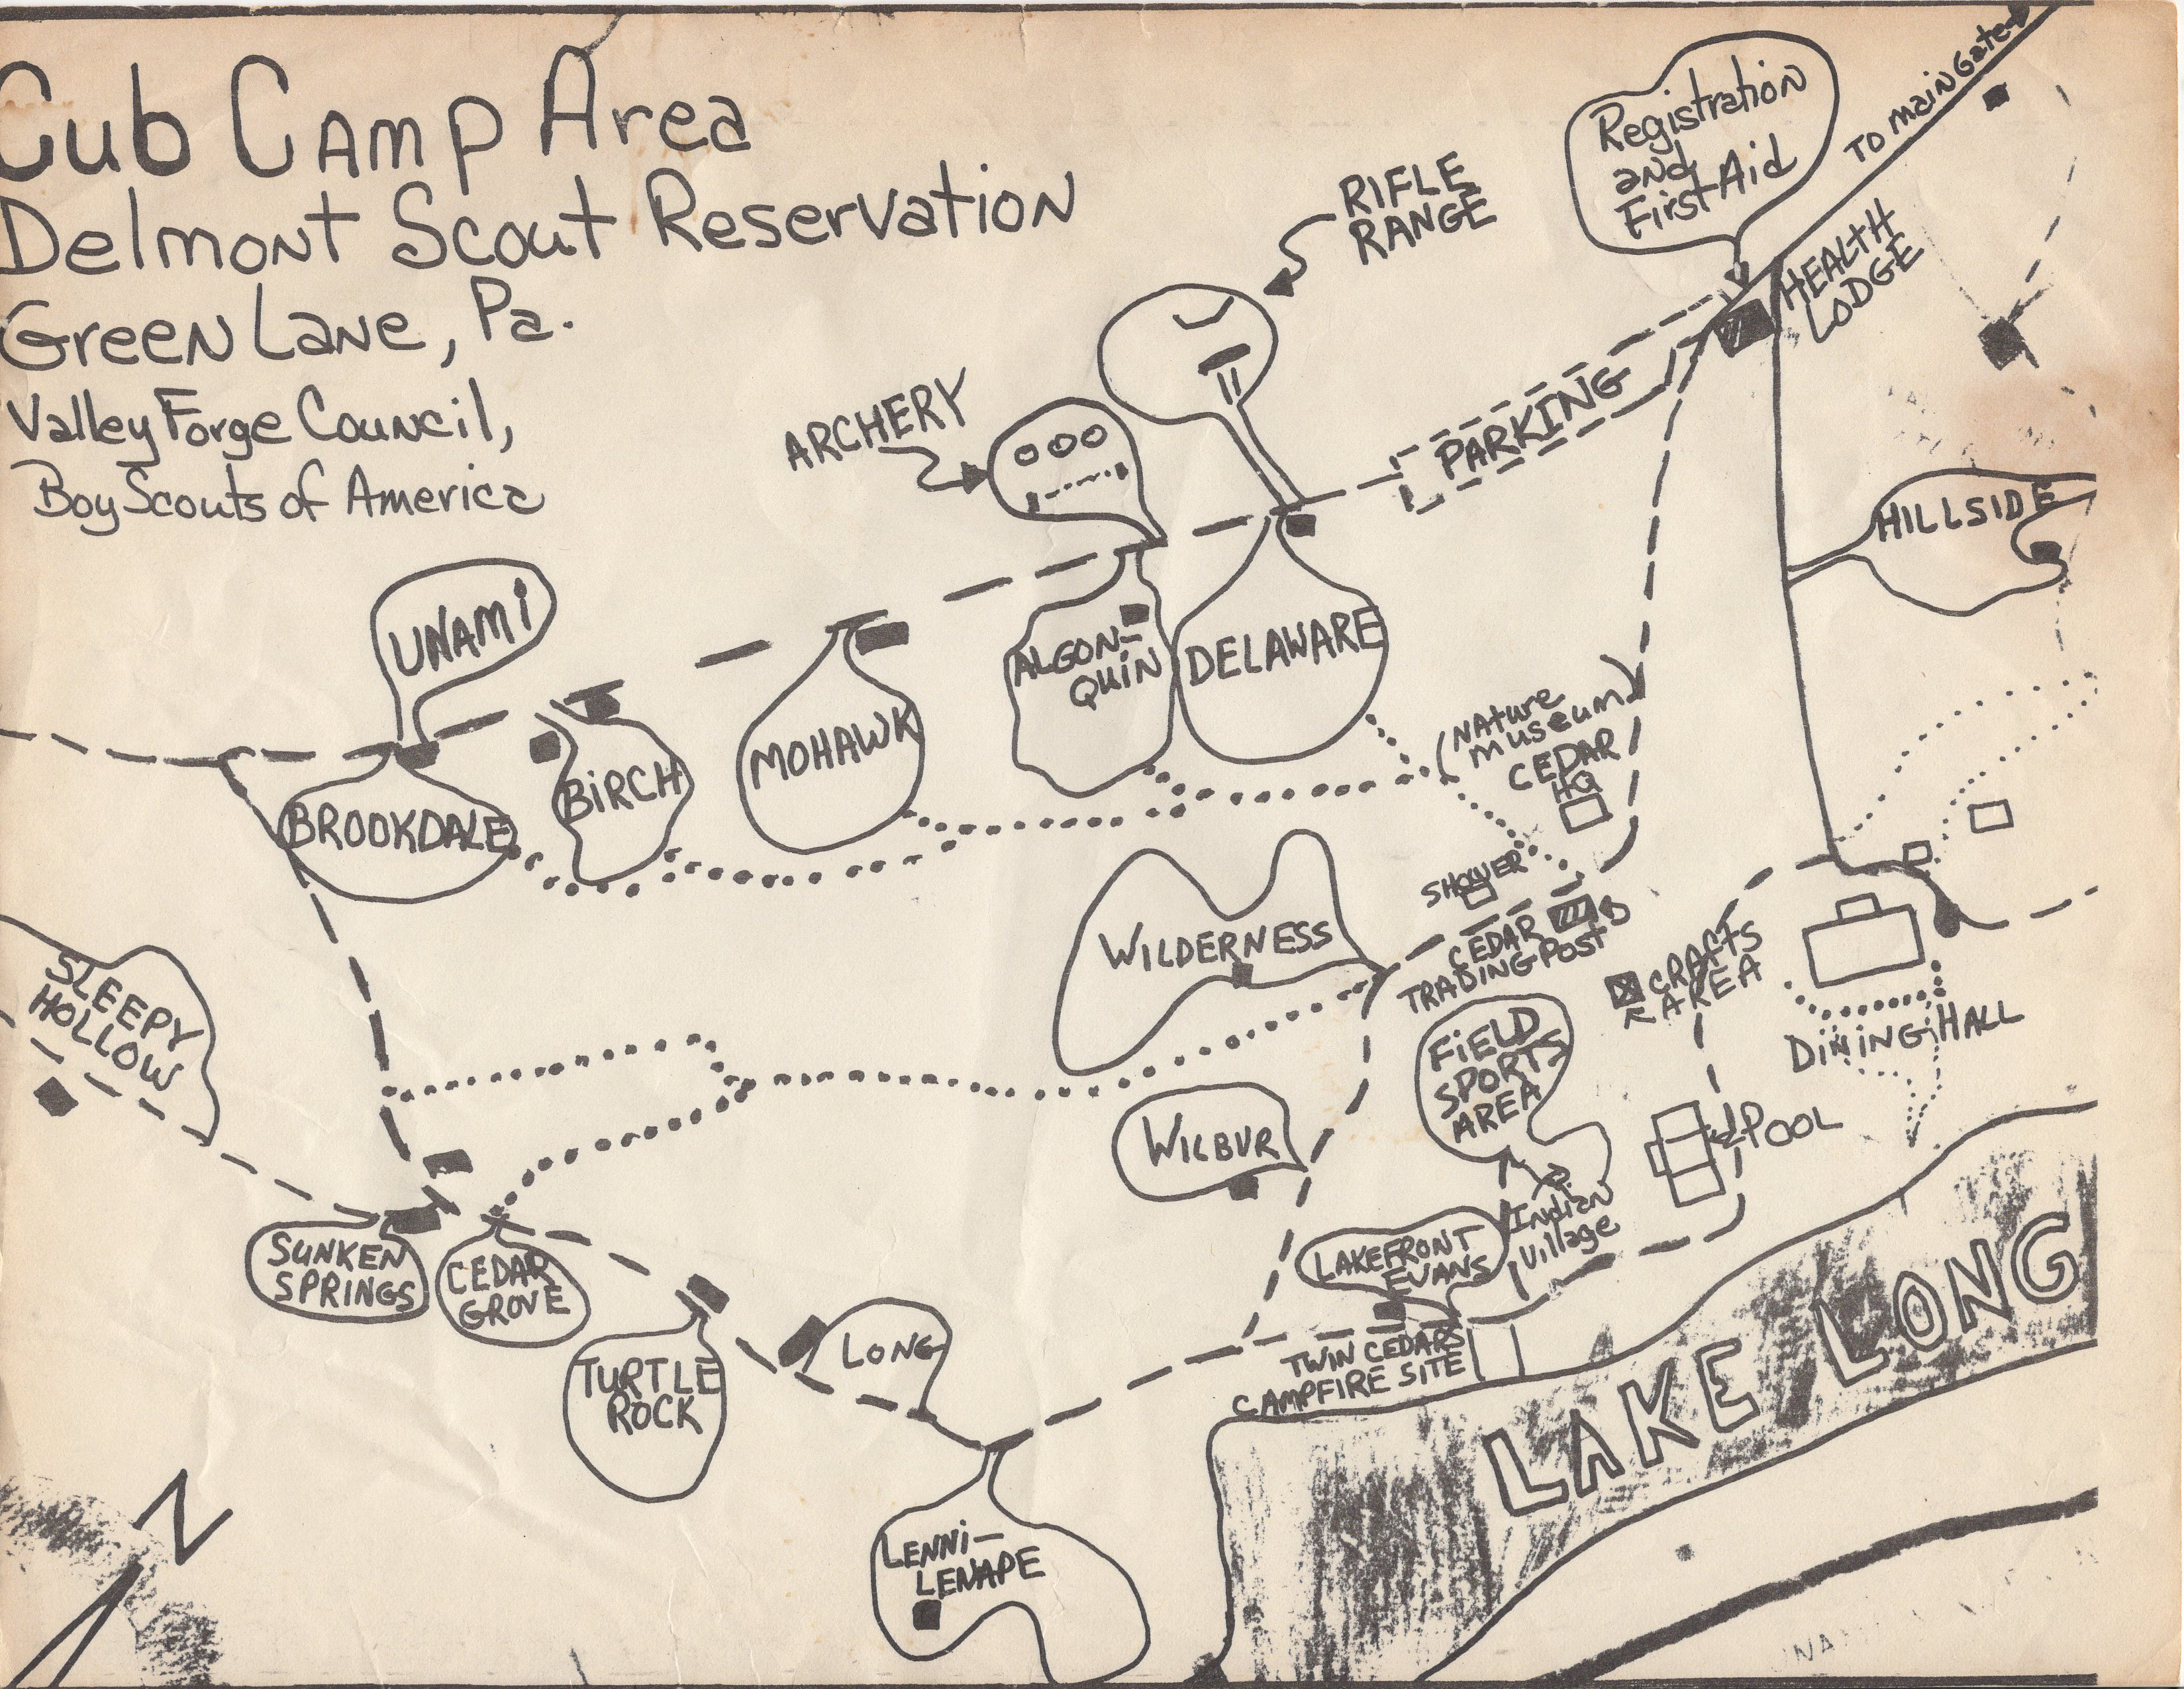 Cub Camp Area
Delmont Scout Reservation
Green Lane, Pa.
Valley Forge Council,
Boy Scouts of America
Registration
and
First Aid
TO main Gate
RIFLE
RANGE
HEALTH
LODGE
ARCHERY
PARKING
HILLSIDE
UNAMi
ALGON-
QUiN
DELAWARE
MOHAWK
NAture
museum
CEDAR
HQ
BiRCH
BROOKDALE
SHOWER
WILDERNESS
CEDAR
TRADING POST
CRAFTS
AREA
SLEEPY
HOLLOW
FiELD
SPORTS
AREA
DiNiNG HALL
WILBUR
POOL
Indian
Village
SUNKEN
SPRINGS
CEDAR
GROVE
LAKEFRONT
EVANS
LONG
TURTLE
ROCK
TWIN CEDARS
CAMPFIRE SITE
LAKE LONG
N
LENNi-
LENAPE